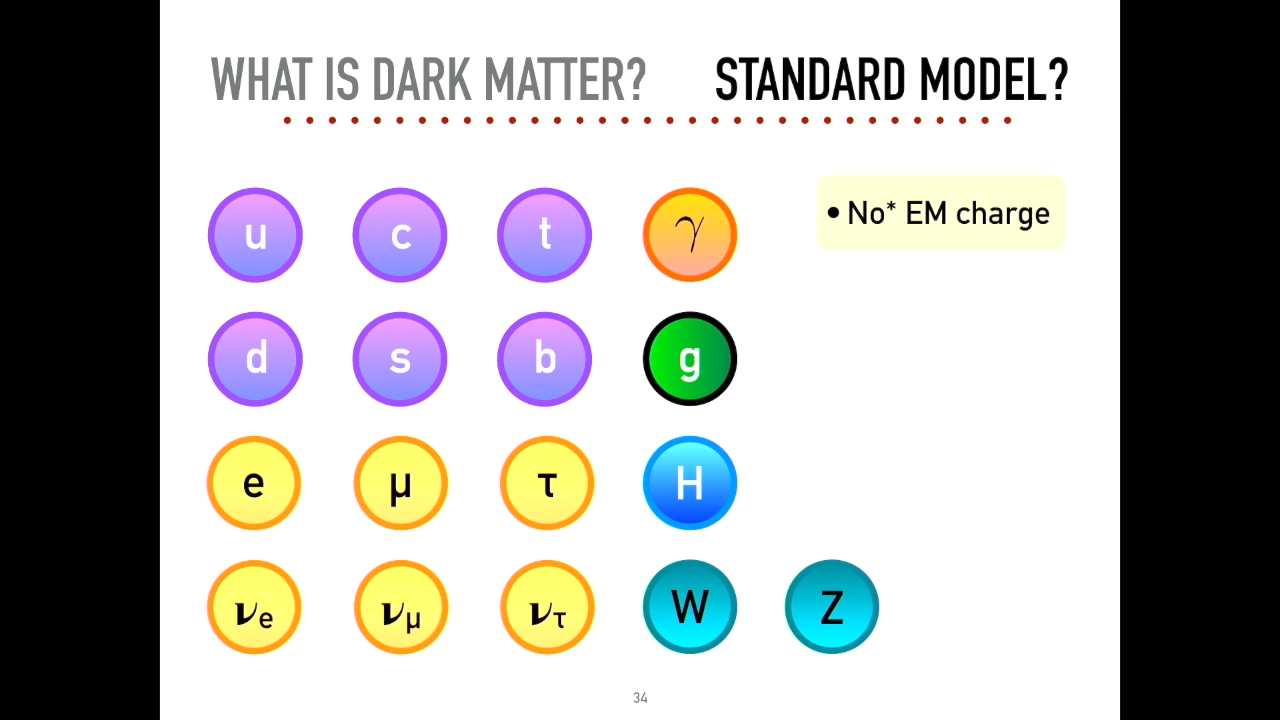 WHAT IS DARK MATTER? STANDARD MODEL?
u c t γ
• No* EM charge
d s b g
e μ τ H
νe νμ ντ W Z
34